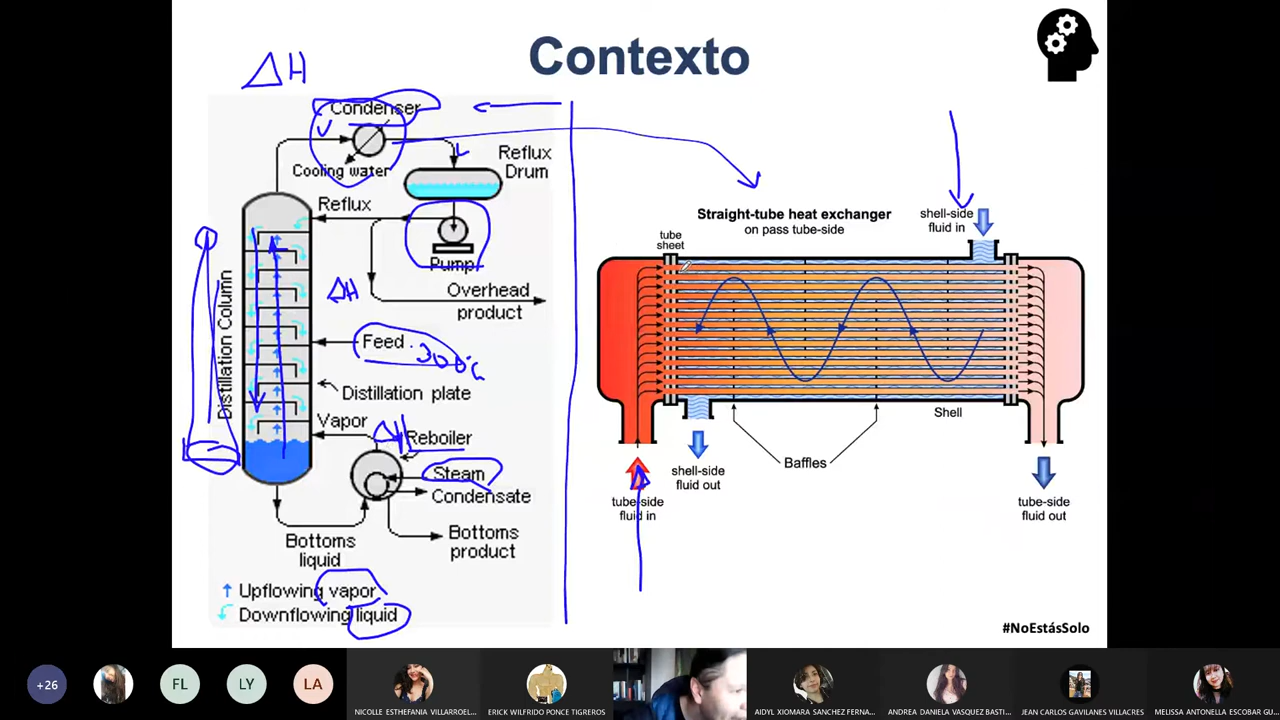 Contexto
ΔH
Condenser
V
L
Cooling water
Reflux
Drum
Reflux
Pump
ΔH
Overhead
product
Feed
300°C
Distillation Column
Distillation plate
Vapor
ΔH
Reboiler
Steam
Condensate
Bottoms
liquid
Bottoms
product
Upflowing vapor
Downflowing liquid
Straight-tube heat exchanger
on pass tube-side
tube
sheet
shell-side
fluid in
Shell
Baffles
shell-side
fluid out
tube-side
fluid in
tube-side
fluid out
#NoEstásSolo
+26
FL
LY
LA
NICOLLE ESTHEFANIA VILLARROEL...
ERICK WILFRIDO PONCE TIGREROS
AIDYL XIOMARA SANCHEZ FERNA...
ANDREA DANIELA VASQUEZ BASTI...
JEAN CARLOS GAVILANES VILLACRES
MELISSA ANTONELLA ESCOBAR GU...